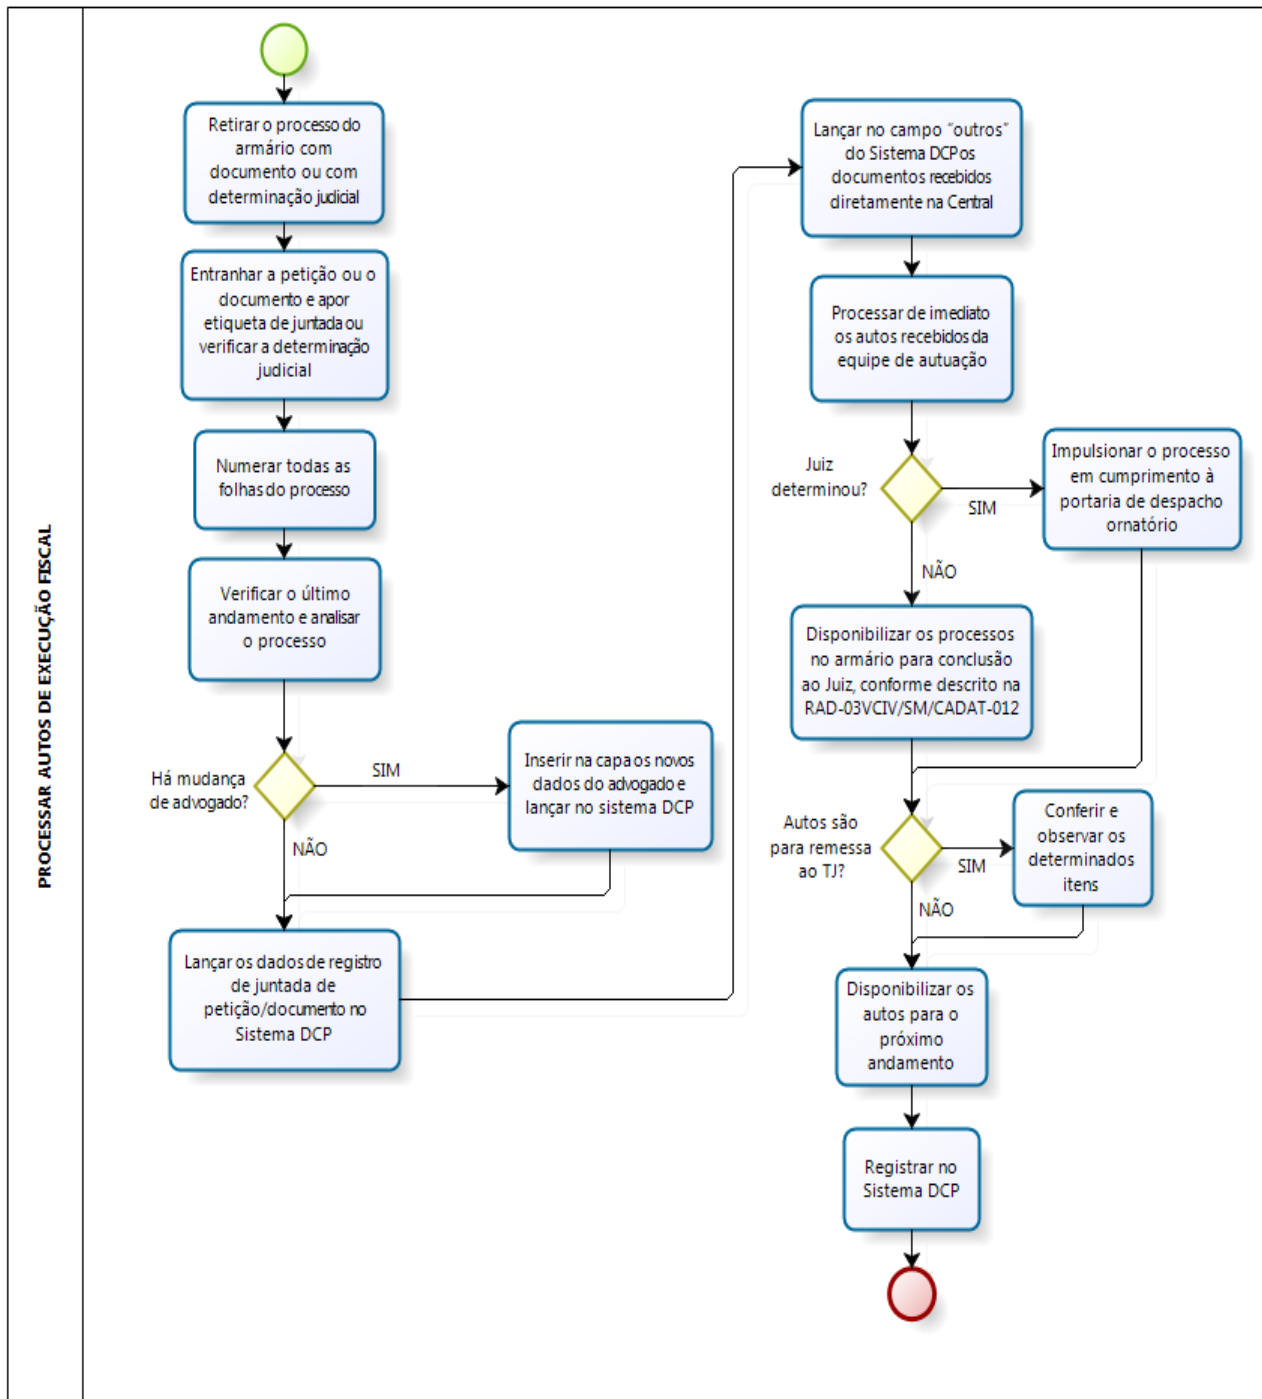 PROCESSAR AUTOS DE EXECUÇÃO FISCAL
Retirar o processo do
armário com
documento ou com
determinação judicial
Entranhar a petição ou o
documento e apor
etiqueta de juntada ou
verificar a determinação
judicial
Numerar todas as
folhas do processo
Verificar o último
andamento e analisar
o processo
Há mudança
de advogado?
SIM
NÃO
Inserir na capa os novos
dados do advogado e
lançar no sistema DCP
Lançar os dados de registro
de juntada de
petição/documento no
Sistema DCP
Lançar no campo “outros”
do Sistema DCP os
documentos recebidos
diretamente na Central
Processar de imediato
os autos recebidos da
equipe de autuação
Juiz
determinou?
SIM
NÃO
Impulsionar o processo
em cumprimento à
portaria de despacho
ornatório
Disponibilizar os processos
no armário para conclusão
ao Juiz, conforme descrito na
RAD-03VCIV/SM/CADAT-012
Autos são
para remessa
ao TJ?
SIM
NÃO
Conferir e
observar os
determinados
itens
Disponibilizar os
autos para o
próximo
andamento
Registrar no
Sistema DCP